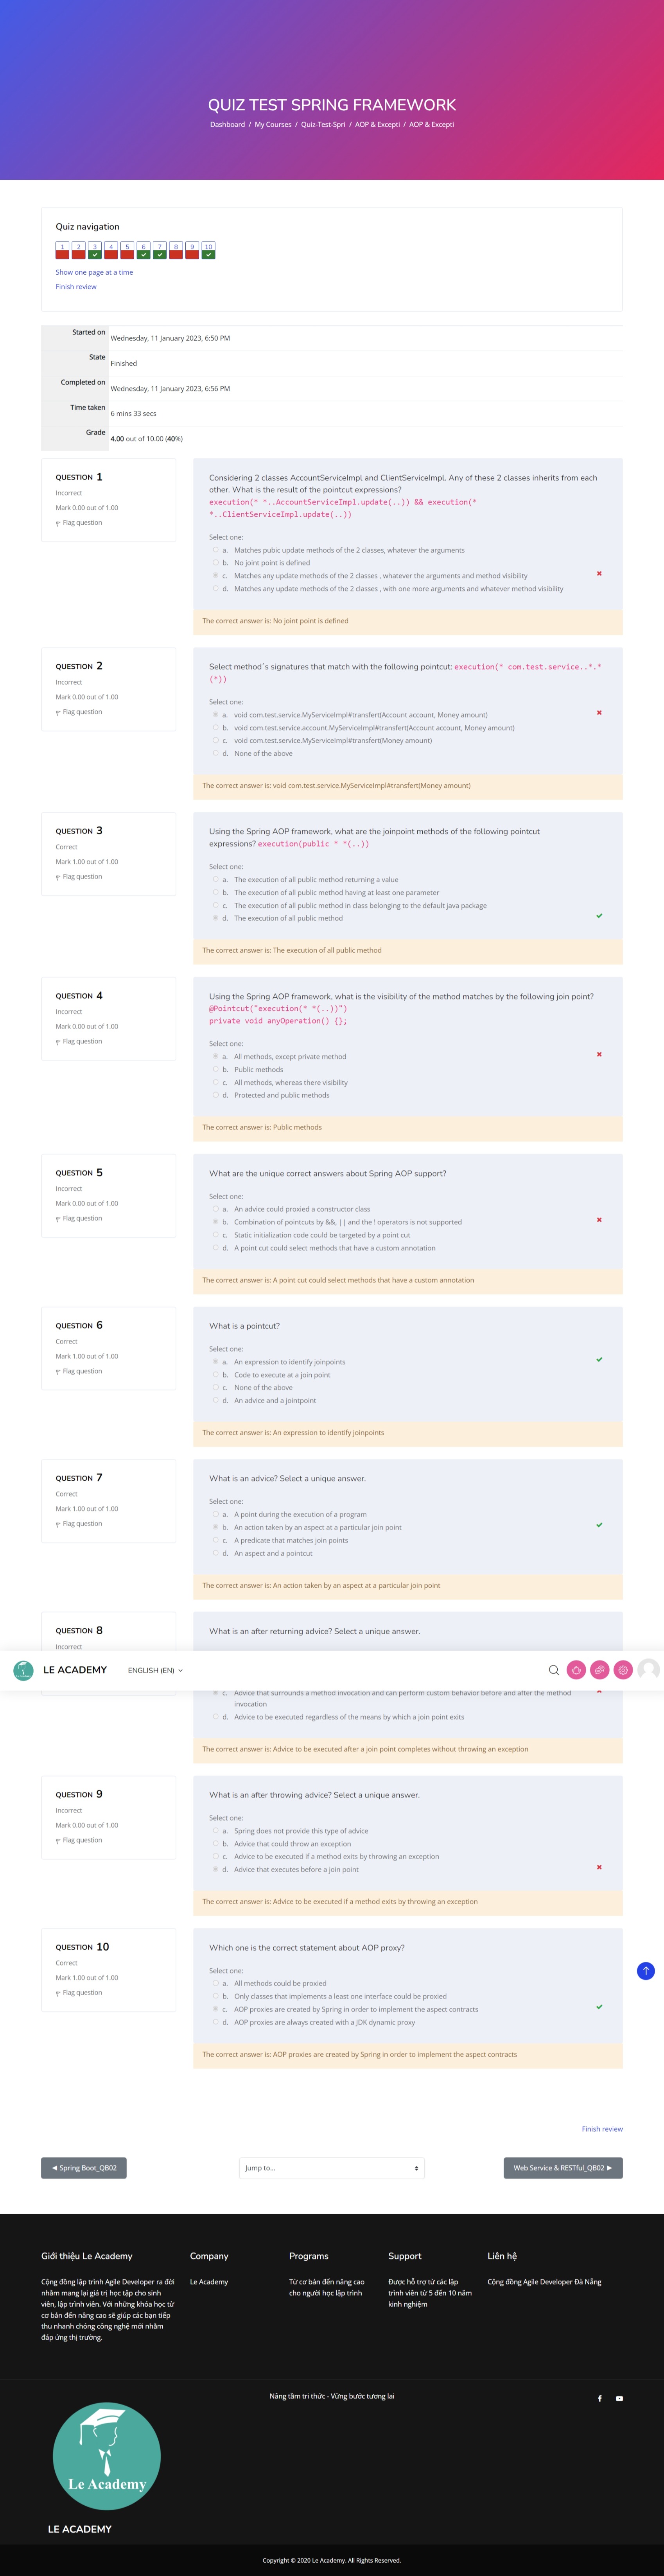 QUIZ TEST SPRING FRAMEWORK
Dashboard / My Courses / Quiz-Test-Spri / AOP & Excepti / AOP & Excepti
Quiz navigation
1 2 3 4 5 6 7 8 9 10
Show one page at a time
Finish review
Started on Wednesday, 11 January 2023, 6:50 PM
State Finished
Completed on Wednesday, 11 January 2023, 6:56 PM
Time taken 6 mins 33 secs
Grade 4.00 out of 10.00 (40%)
QUESTION 1
Incorrect
Mark 0.00 out of 1.00
Flag question
Considering 2 classes AccountServiceImpl and ClientServiceImpl. Any of these 2 classes inherits from each
other. What is the result of the pointcut expressions?
execution(* *..AccountServiceImpl.update(..)) && execution(*
*..ClientServiceImpl.update(..))
Select one:
a. Matches pubic update methods of the 2 classes, whatever the arguments
b. No joint point is defined
c. Matches any update methods of the 2 classes , whatever the arguments and method visibility
d. Matches any update methods of the 2 classes , with one more arguments and whatever method visibility
The correct answer is: No joint point is defined
QUESTION 2
Incorrect
Mark 0.00 out of 1.00
Flag question
Select method´s signatures that match with the following pointcut: execution(* com.test.service..*.*
(*))
Select one:
a. void com.test.service.MyServiceImpl#transfert(Account account, Money amount)
b. void com.test.service.account.MyServiceImpl#transfert(Account account, Money amount)
c. void com.test.service.MyServiceImpl#transfert(Money amount)
d. None of the above
The correct answer is: void com.test.service.MyServiceImpl#transfert(Money amount)
QUESTION 3
Correct
Mark 1.00 out of 1.00
Flag question
Using the Spring AOP framework, what are the joinpoint methods of the following pointcut
expressions? execution(public * *(..))
Select one:
a. The execution of all public method returning a value
b. The execution of all public method having at least one parameter
c. The execution of all public method in class belonging to the default java package
d. The execution of all public method
The correct answer is: The execution of all public method
QUESTION 4
Incorrect
Mark 0.00 out of 1.00
Flag question
Using the Spring AOP framework, what is the visibility of the method matches by the following join point?
@Pointcut("execution(* *(..))")
private void anyOperation() {};
Select one:
a. All methods, except private method
b. Public methods
c. All methods, whereas there visibility
d. Protected and public methods
The correct answer is: Public methods
QUESTION 5
Incorrect
Mark 0.00 out of 1.00
Flag question
What are the unique correct answers about Spring AOP support?
Select one:
a. An advice could proxied a constructor class
b. Combination of pointcuts by &&, || and the ! operators is not supported
c. Static initialization code could be targeted by a point cut
d. A point cut could select methods that have a custom annotation
The correct answer is: A point cut could select methods that have a custom annotation
QUESTION 6
Correct
Mark 1.00 out of 1.00
Flag question
What is a pointcut?
Select one:
a. An expression to identify joinpoints
b. Code to execute at a join point
c. None of the above
d. An advice and a jointpoint
The correct answer is: An expression to identify joinpoints
QUESTION 7
Correct
Mark 1.00 out of 1.00
Flag question
What is an advice? Select a unique answer.
Select one:
a. A point during the execution of a program
b. An action taken by an aspect at a particular join point
c. A predicate that matches join points
d. An aspect and a pointcut
The correct answer is: An action taken by an aspect at a particular join point
QUESTION 8
Incorrect
What is an after returning advice? Select a unique answer.
LE ACADEMY ENGLISH (EN)
c. Advice that surrounds a method invocation and can perform custom behavior before and after the method
invocation
d. Advice to be executed regardless of the means by which a join point exits
The correct answer is: Advice to be executed after a join point completes without throwing an exception
QUESTION 9
Incorrect
Mark 0.00 out of 1.00
Flag question
What is an after throwing advice? Select a unique answer.
Select one:
a. Spring does not provide this type of advice
b. Advice that could throw an exception
c. Advice to be executed if a method exits by throwing an exception
d. Advice that executes before a join point
The correct answer is: Advice to be executed if a method exits by throwing an exception
QUESTION 10
Correct
Mark 1.00 out of 1.00
Flag question
Which one is the correct statement about AOP proxy?
Select one:
a. All methods could be proxied
b. Only classes that implements a least one interface could be proxied
c. AOP proxies are created by Spring in order to implement the aspect contracts
d. AOP proxies are always created with a JDK dynamic proxy
The correct answer is: AOP proxies are created by Spring in order to implement the aspect contracts
Finish review
◀ Spring Boot_QB02
Jump to...
Web Service & RESTful_QB02 ▶
Giới thiệu Le Academy
Cộng đồng lập trình Agile Developer ra đời
nhằm mang lại giá trị học tập cho sinh
viên, lập trình viên. Với những khóa học từ
cơ bản đến nâng cao sẽ giúp các bạn tiếp
thu nhanh chóng công nghệ mới nhằm
đáp ứng thị trường.
Company
Le Academy
Programs
Từ cơ bản đến nâng cao
cho người học lập trình
Support
Được hỗ trợ từ các lập
trình viên từ 5 đến 10 năm
kinh nghiệm
Liên hệ
Cộng đồng Agile Developer Đà Nẵng
Nâng tầm tri thức - Vững bước tương lai
Le Academy
LE ACADEMY
Copyright © 2020 Le Academy. All Rights Reserved.